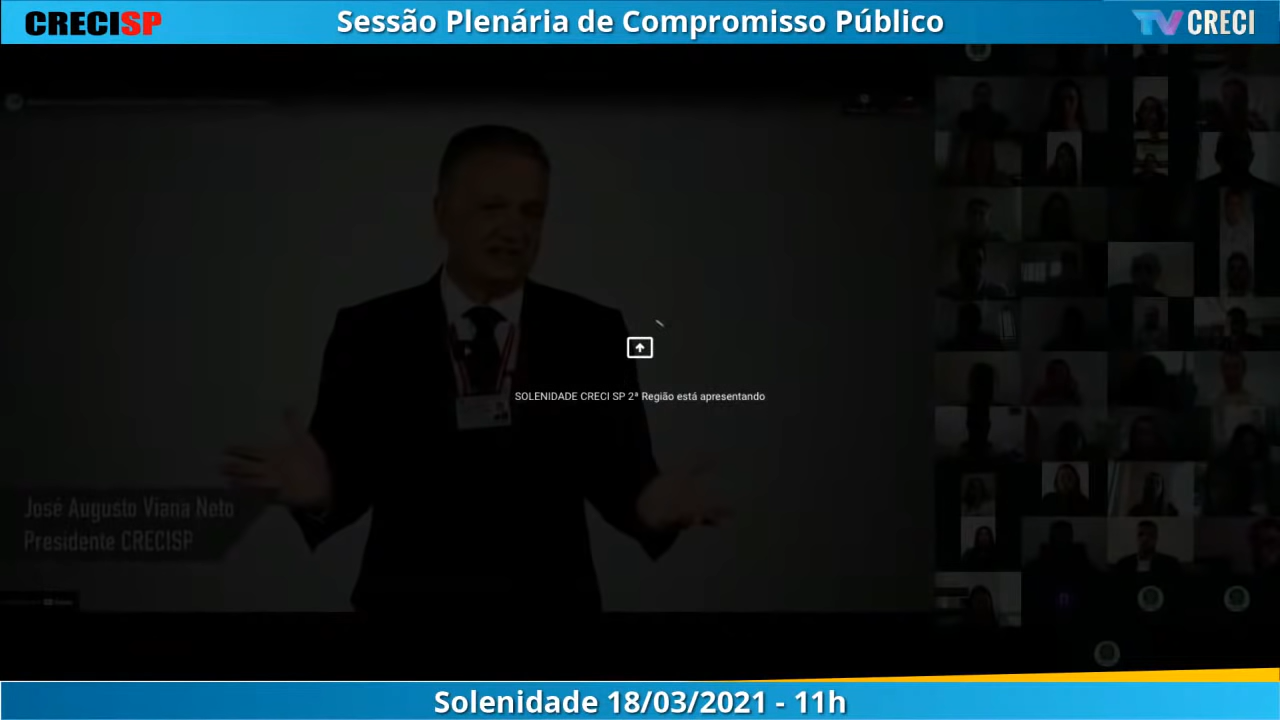 CRECISP
Sessão Plenária de Compromisso Público
TV CRECI
SOLENIDADE CRECI SP 2ª Região está apresentando
José Augusto Viana Neto
Presidente CRECISP
n
Solenidade 18/03/2021 - 11h